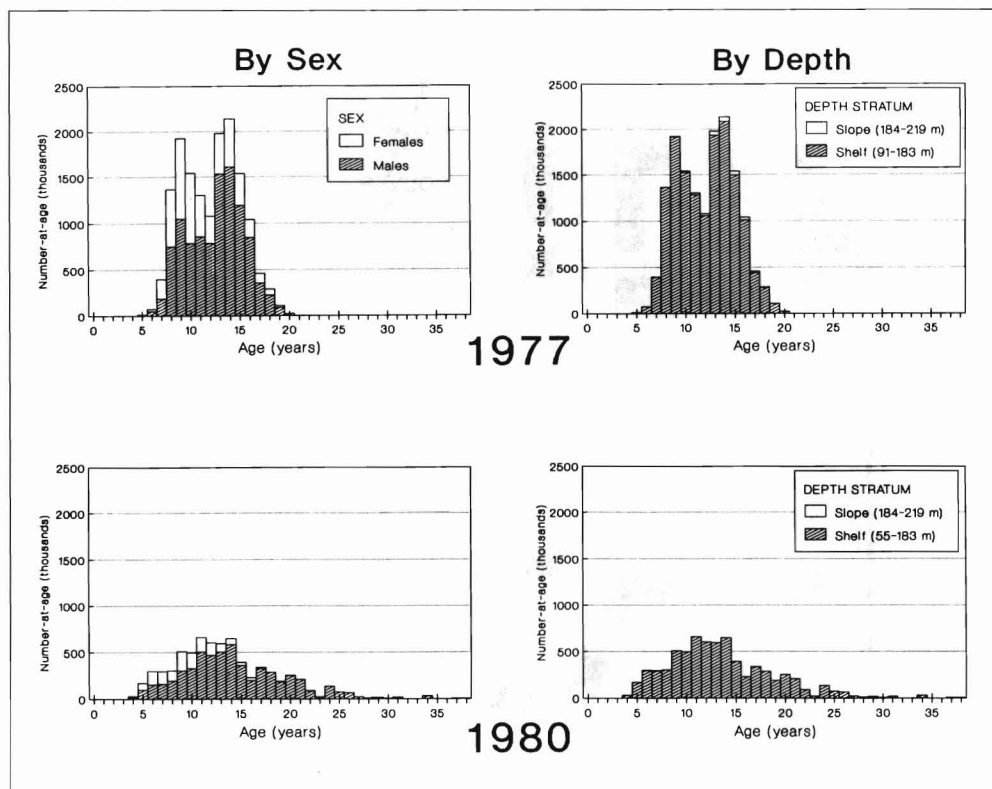 By Sex
By Depth
Number-at-age (thousands)
2500
2000
1500
1000
500
0
SEX
Females
Males
0 5 10 15 20 25 30 35
Age (years)
Number-at-age (thousands)
2500
2000
1500
1000
500
0
DEPTH STRATUM
Slope (184-219 m)
Shelf (91-183 m)
0 5 10 15 20 25 30 35
Age (years)
1977
Number-at-age (thousands)
2500
2000
1500
1000
500
0
0 5 10 15 20 25 30 35
Age (years)
Number-at-age (thousands)
2500
2000
1500
1000
500
0
DEPTH STRATUM
Slope (184-219 m)
Shelf (55-183 m)
0 5 10 15 20 25 30 35
Age (years)
1980